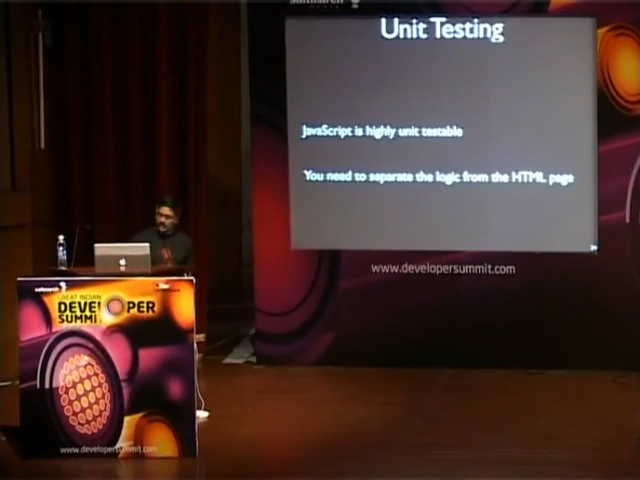 Unit Testing
JavaScript is highly unit testable
You need to separate the logic from the HTML page
www.developersummit.com
GREAT INDIAN
DEVELOPER
SUMMIT
www.developersummit.com